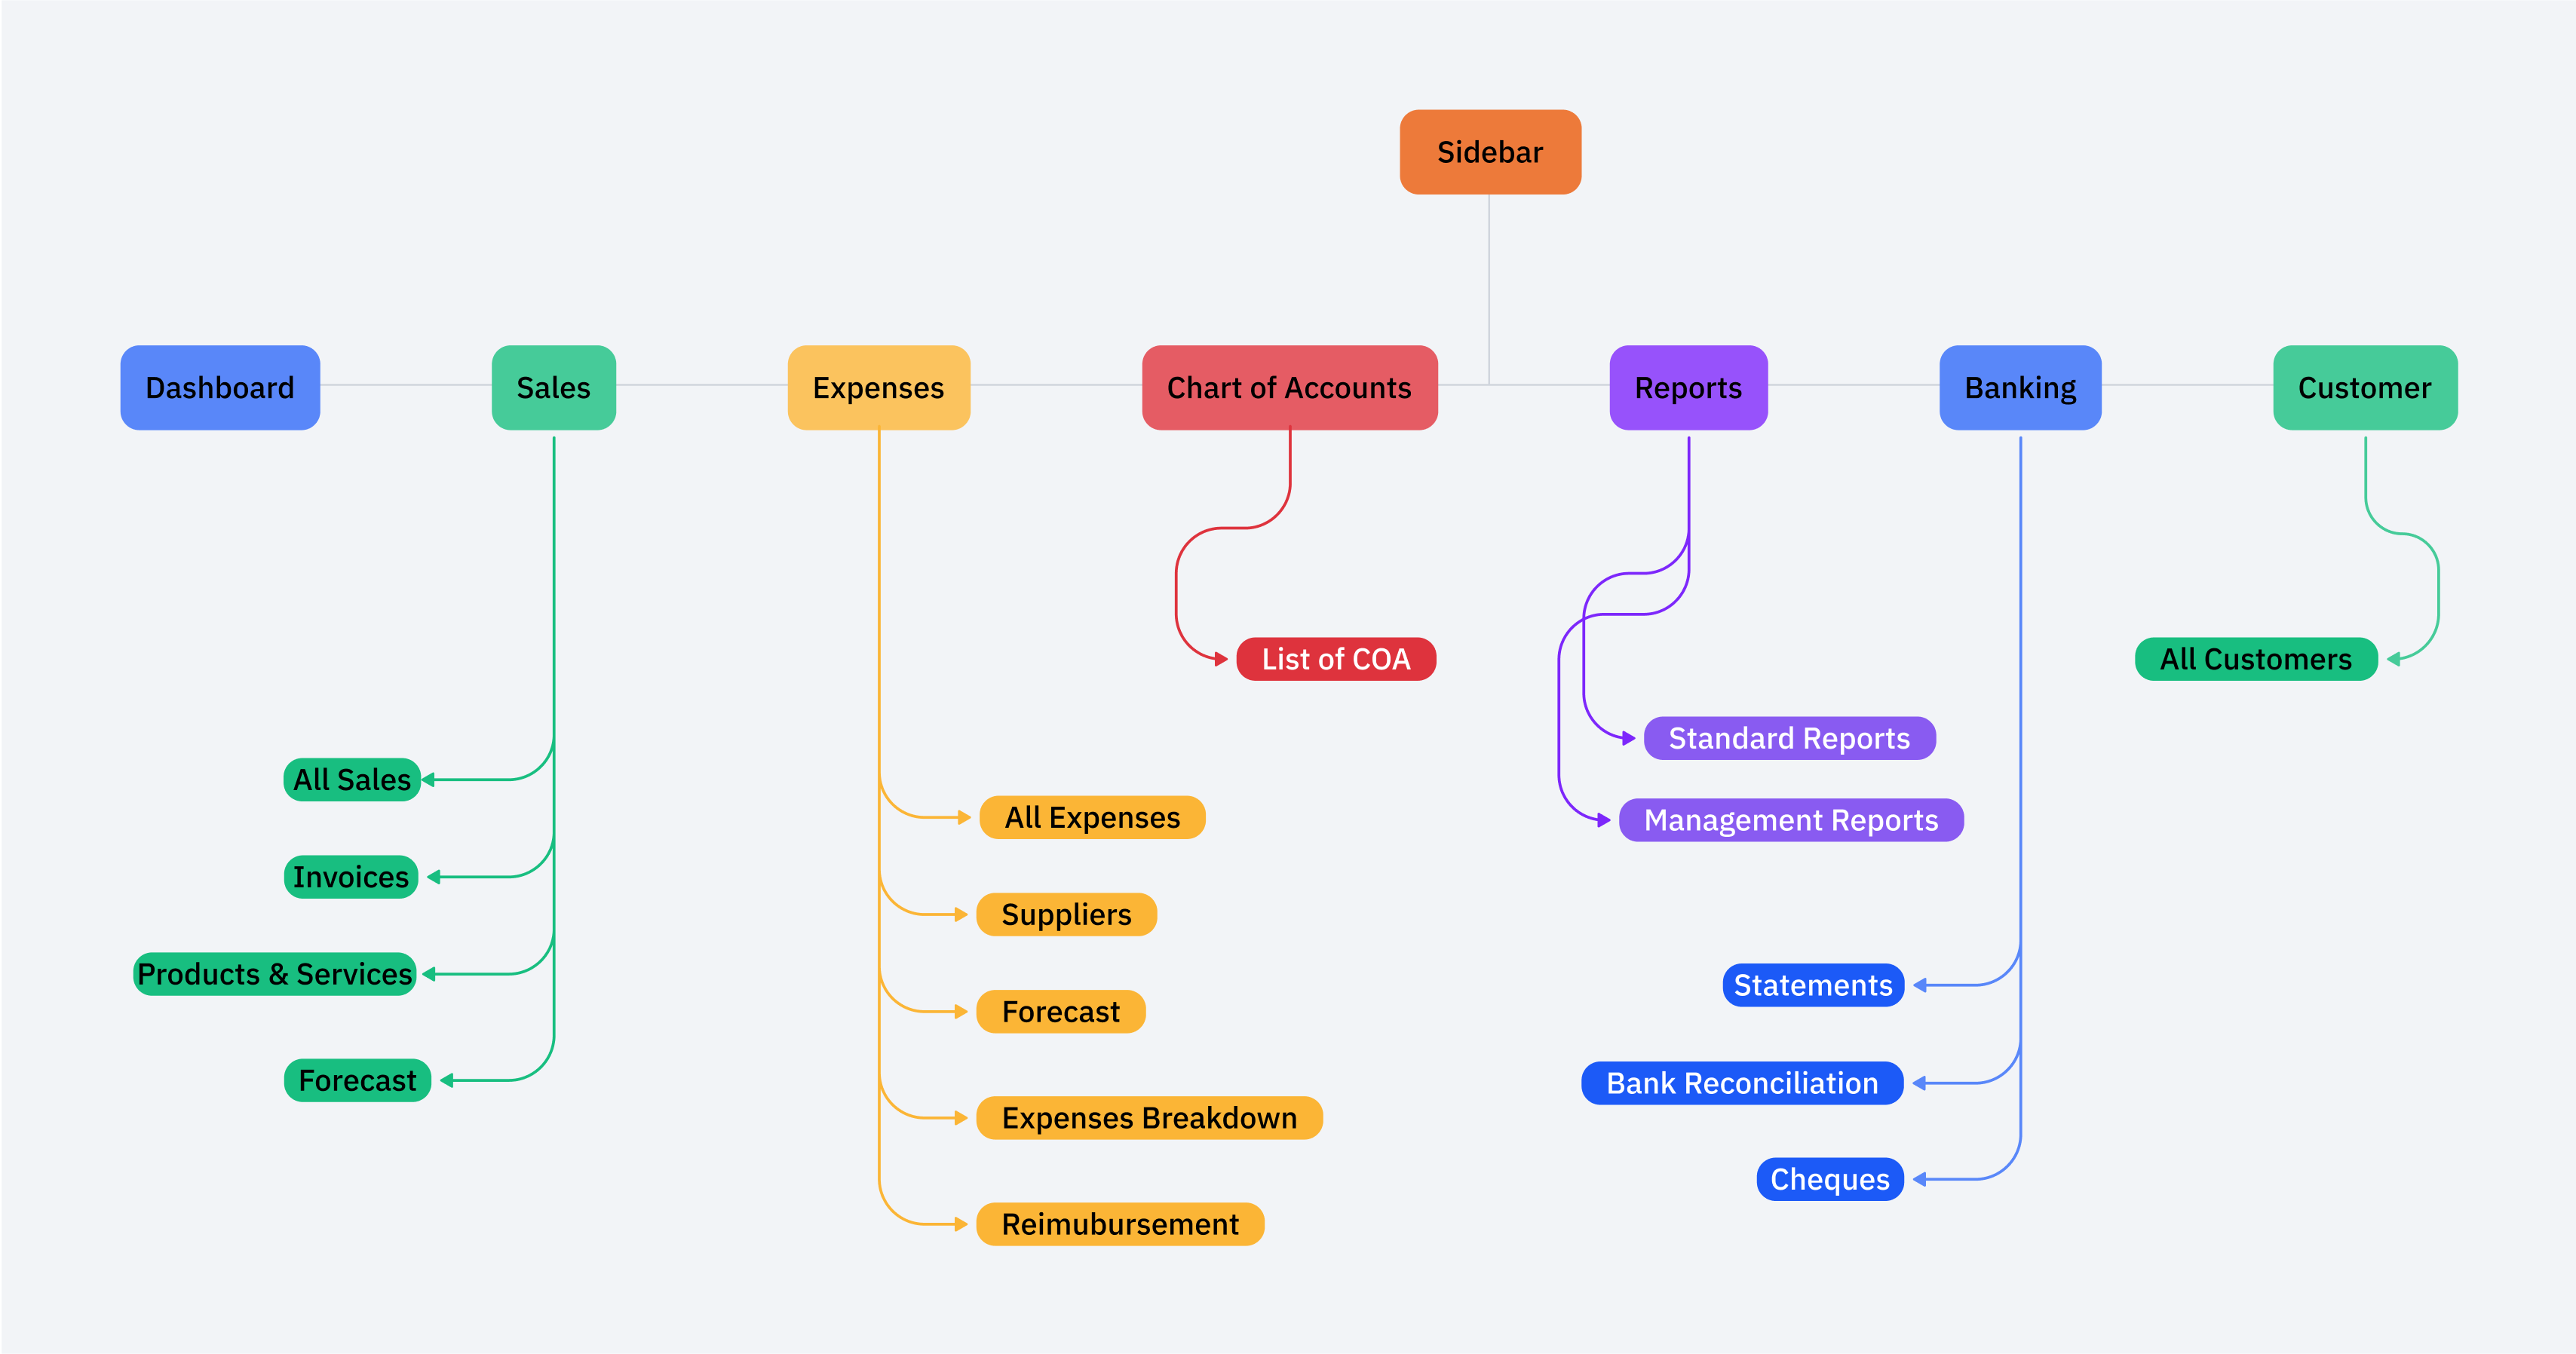 Sidebar
Dashboard
Sales
Expenses
Chart of Accounts
Reports
Banking
Customer
All Sales
Invoices
Products & Services
Forecast
All Expenses
Suppliers
Forecast
Expenses Breakdown
Reimubursement
List of COA
Standard Reports
Management Reports
Statements
Bank Reconciliation
Cheques
All Customers